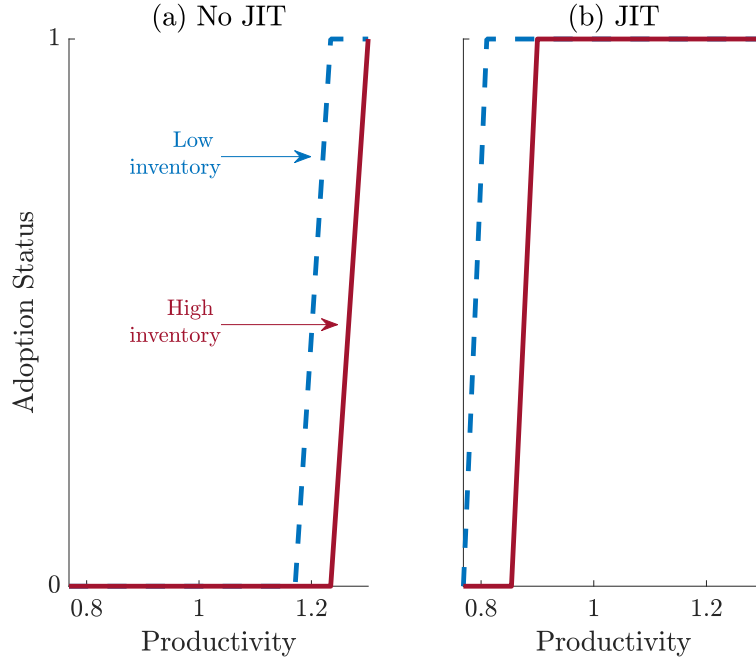 (a) No JIT
(b) JIT
1
Low
inventory
High
inventory
Adoption Status
0
0.8 1 1.2
0.8 1 1.2
Productivity
Productivity